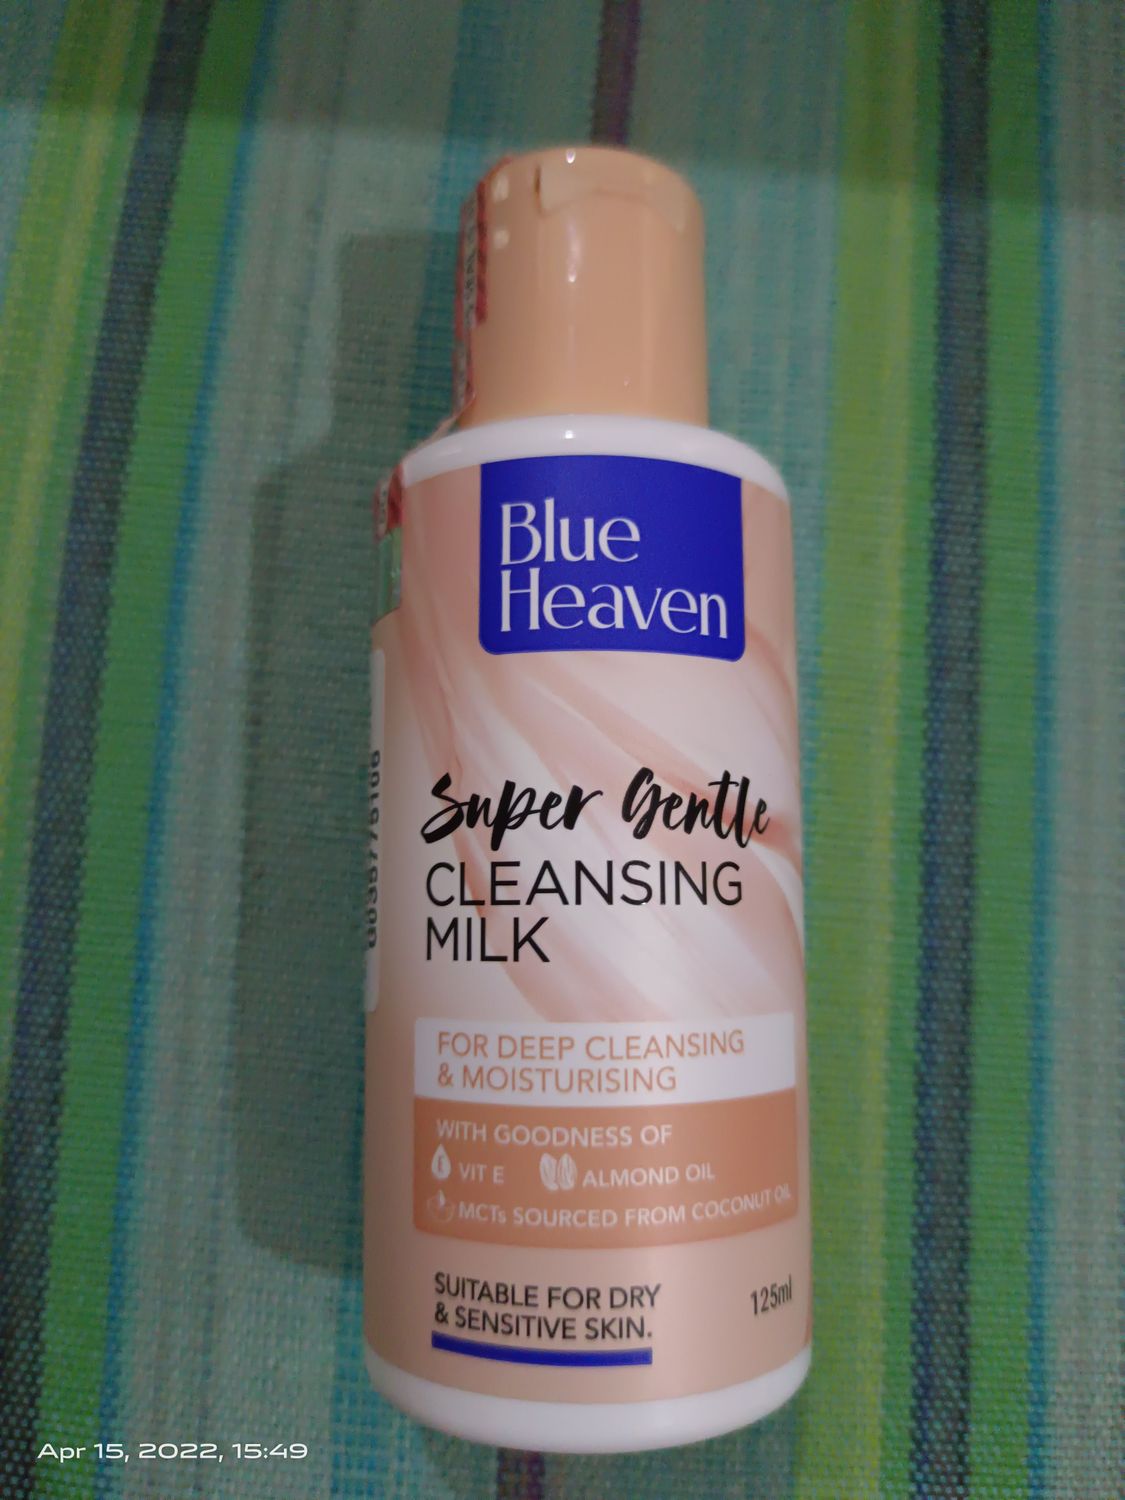 Blue
Heaven
Super Gentle
CLEANSING
MILK
FOR DEEP CLEANSING
& MOISTURISING
WITH GOODNESS OF
E VIT E ALMOND OIL
MCTs SOURCED FROM COCONUT OIL
SUITABLE FOR DRY
& SENSITIVE SKIN.
125ml
Apr 15, 2022, 15:49